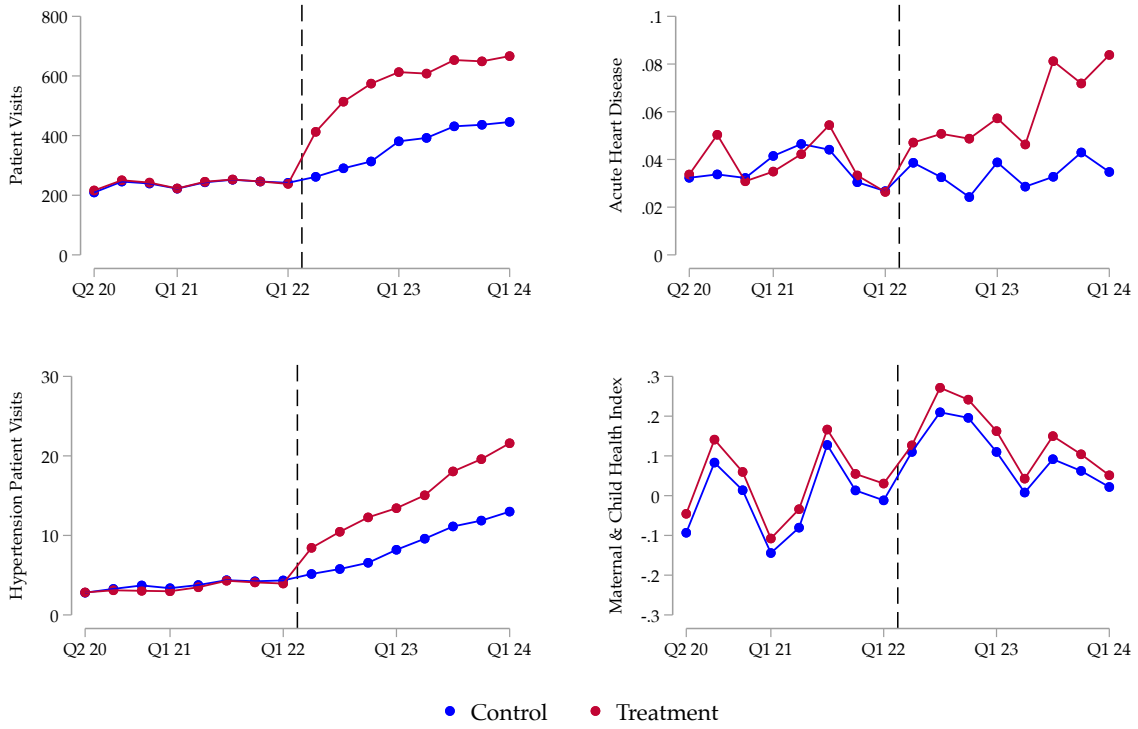 Patient Visits
800
600
400
200
0
Q2 20 Q1 21 Q1 22 Q1 23 Q1 24
Acute Heart Disease
.1
.08
.06
.04
.02
0
Q2 20 Q1 21 Q1 22 Q1 23 Q1 24
Hypertension Patient Visits
30
20
10
0
Q2 20 Q1 21 Q1 22 Q1 23 Q1 24
Maternal & Child Health Index
.3
.2
.1
0
-.1
-.2
-.3
Q2 20 Q1 21 Q1 22 Q1 23 Q1 24
Control Treatment